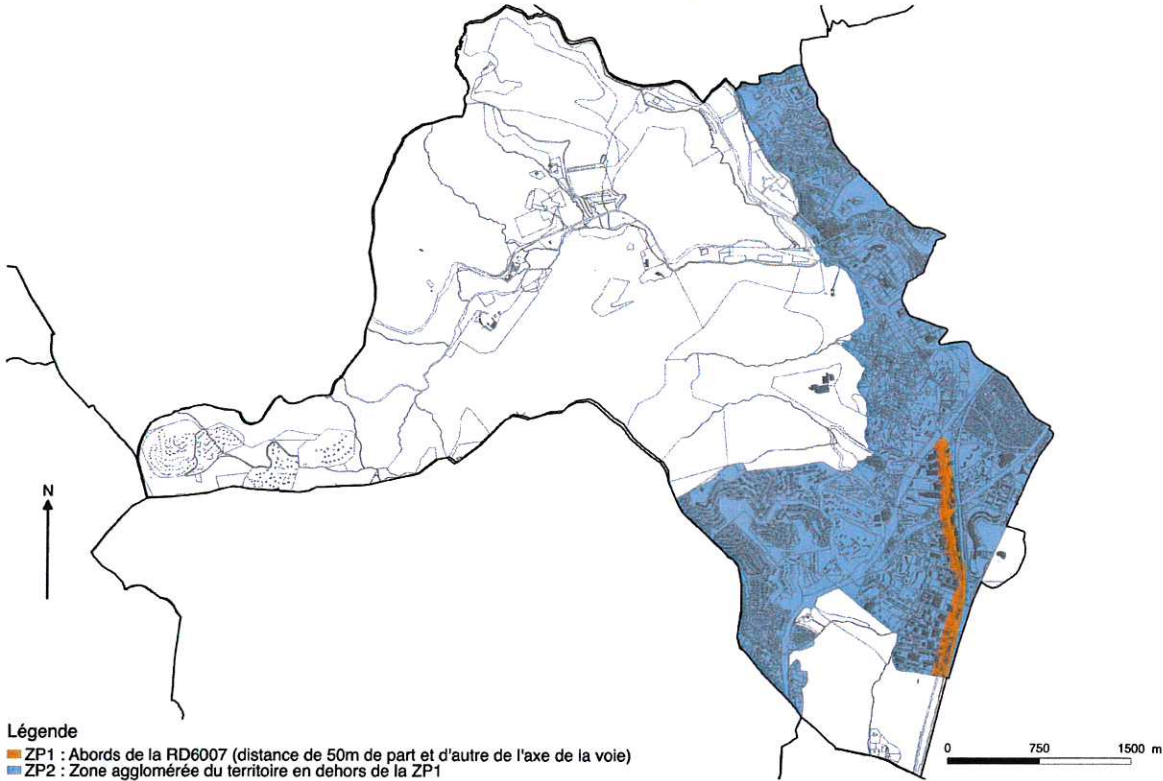 N
Légende
ZP1 : Abords de la RD6007 (distance de 50m de part et d'autre de l'axe de la voie)
ZP2 : Zone agglomérée du territoire en dehors de la ZP1
0 750 1500 m